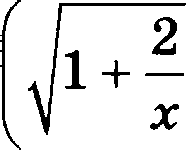 (√(1 + 2/x)